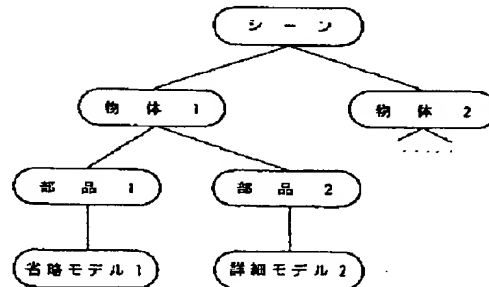 シーン
物体 1
物体 2
部品 1
部品 2
省略モデル 1
詳細モデル 2